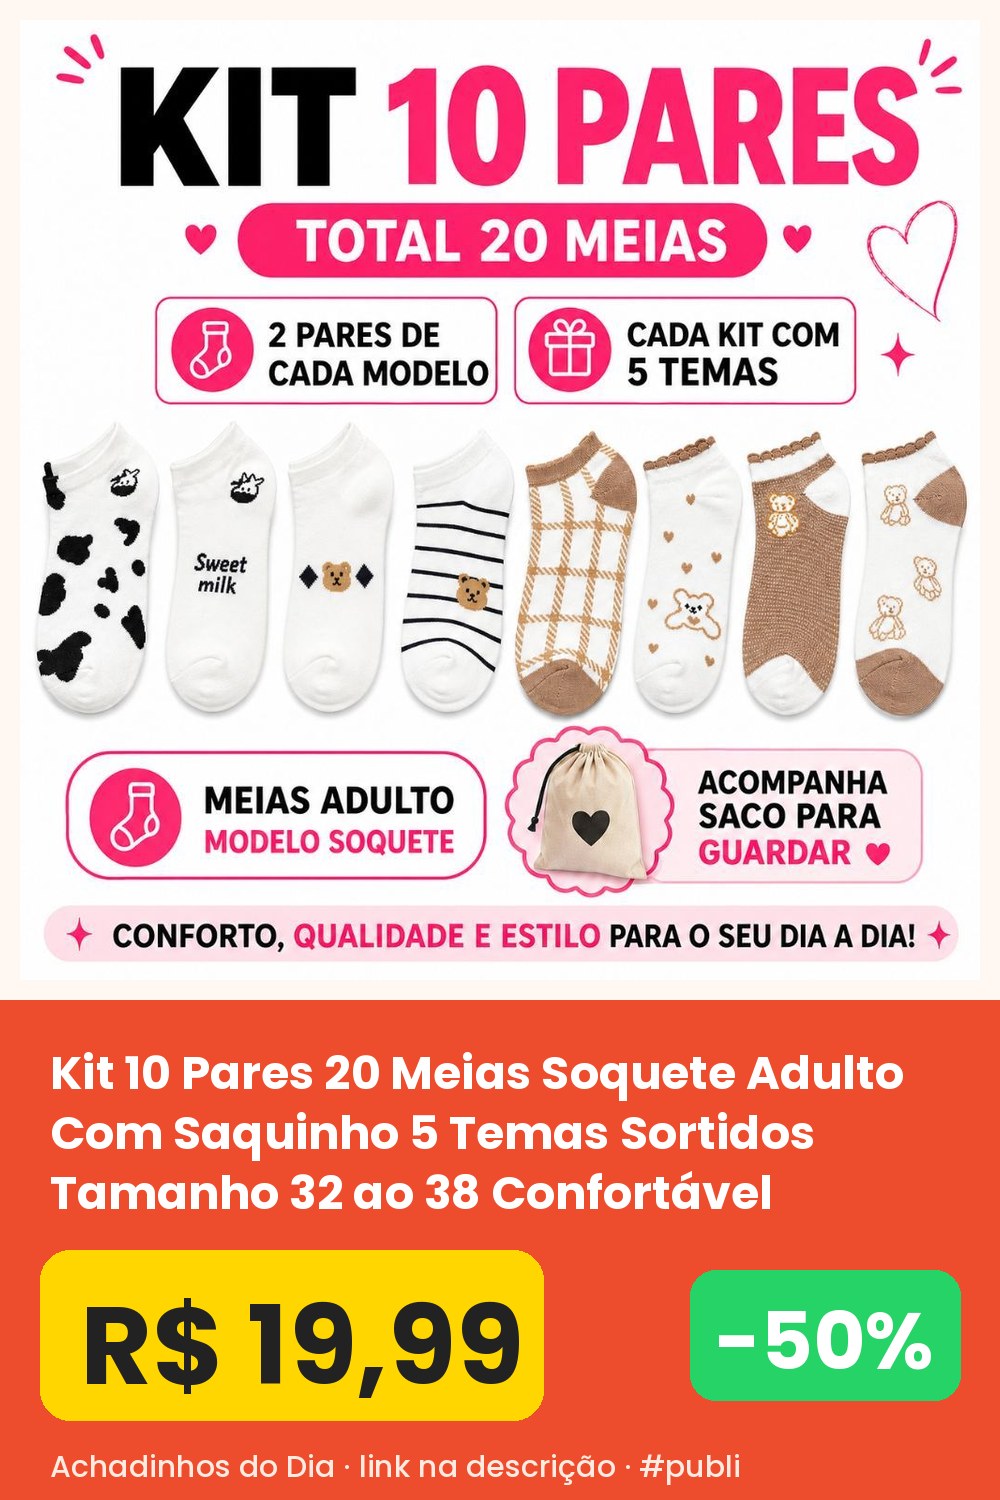 KIT 10 PARES
TOTAL 20 MEIAS
2 PARES DE
CADA MODELO
CADA KIT COM
5 TEMAS
Sweet
milk
MEIAS ADULTO
MODELO SOQUETE
ACOMPANHA
SACO PARA
GUARDAR
CONFORTO, QUALIDADE E ESTILO PARA O SEU DIA A DIA!
Kit 10 Pares 20 Meias Soquete Adulto
Com Saquinho 5 Temas Sortidos
Tamanho 32 ao 38 Confortável
R$ 19,99
-50%
Achadinhos do Dia · link na descrição · #publi